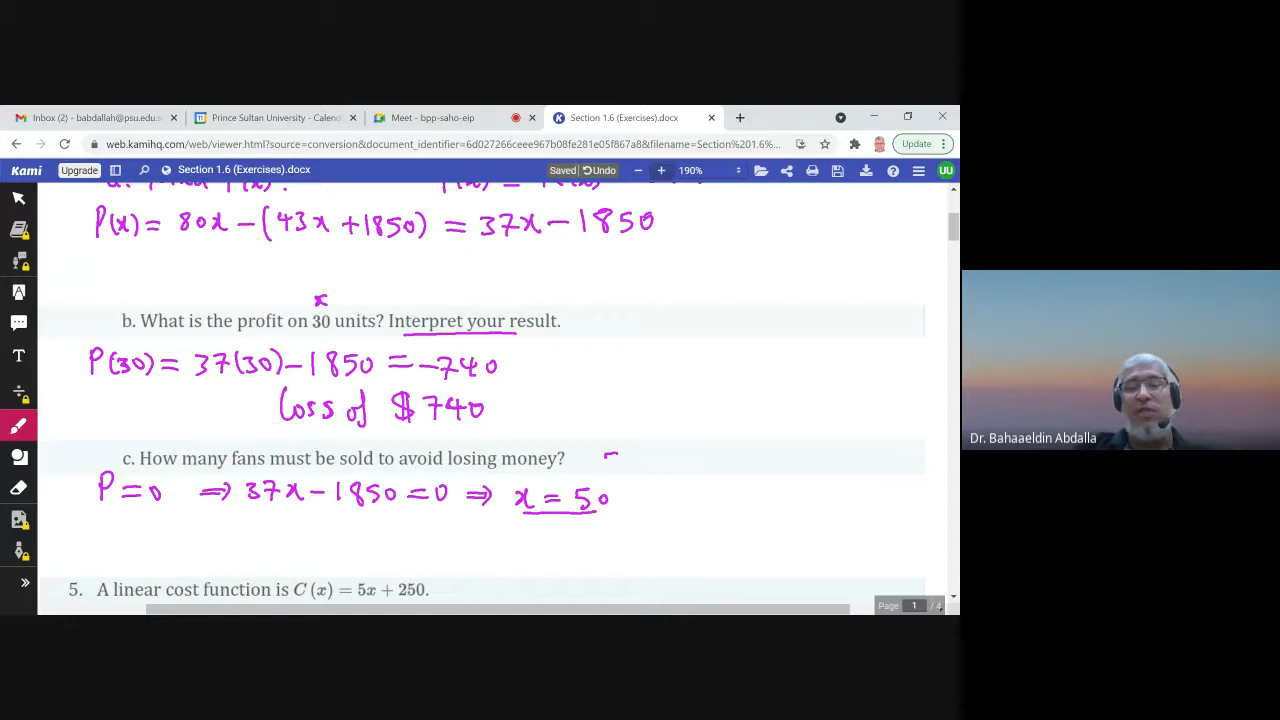 Inbox (2) - babdallah@psu.edu.s
Prince Sultan University - Calend
Meet - bpp-saho-eip
Section 1.6 (Exercises).docx
web.kamihq.com/web/viewer.html?source=conversion&document_identifier=6d027266ceee967b08fe281e05f867a8&filename=Section%201.6%...
Update
Kami Upgrade Section 1.6 (Exercises).docx Saved Undo 190% UU
P(x) = 80x - (43x + 1850) = 37x - 1850
x
b. What is the profit on 30 units? Interpret your result.
P(30) = 37(30) - 1850 = -740
Loss of $ 740
c. How many fans must be sold to avoid losing money?
P = 0 ⇒ 37x - 1850 = 0 ⇒ x = 50
5. A linear cost function is C (x) = 5x + 250.
Page 1 / 4
Dr. Bahaaeldin Abdalla